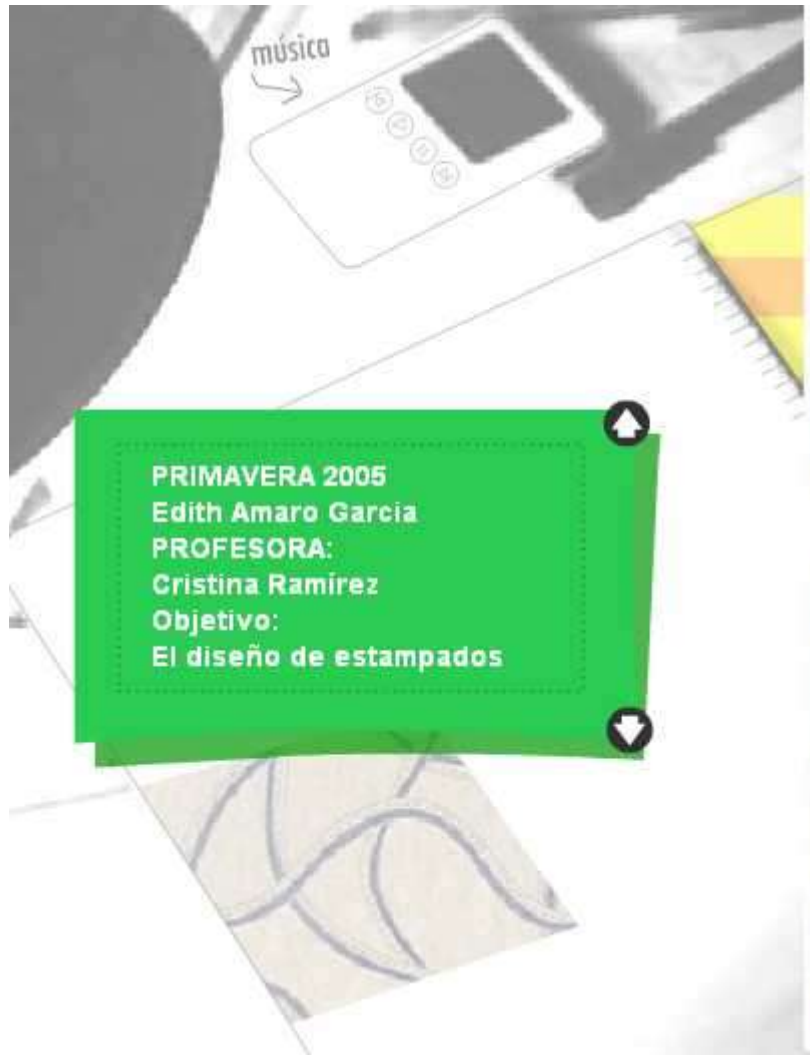 música
PRIMAVERA 2005
Edith Amaro Garcia
PROFESORA:
Cristina Ramírez
Objetivo:
El diseño de estampados